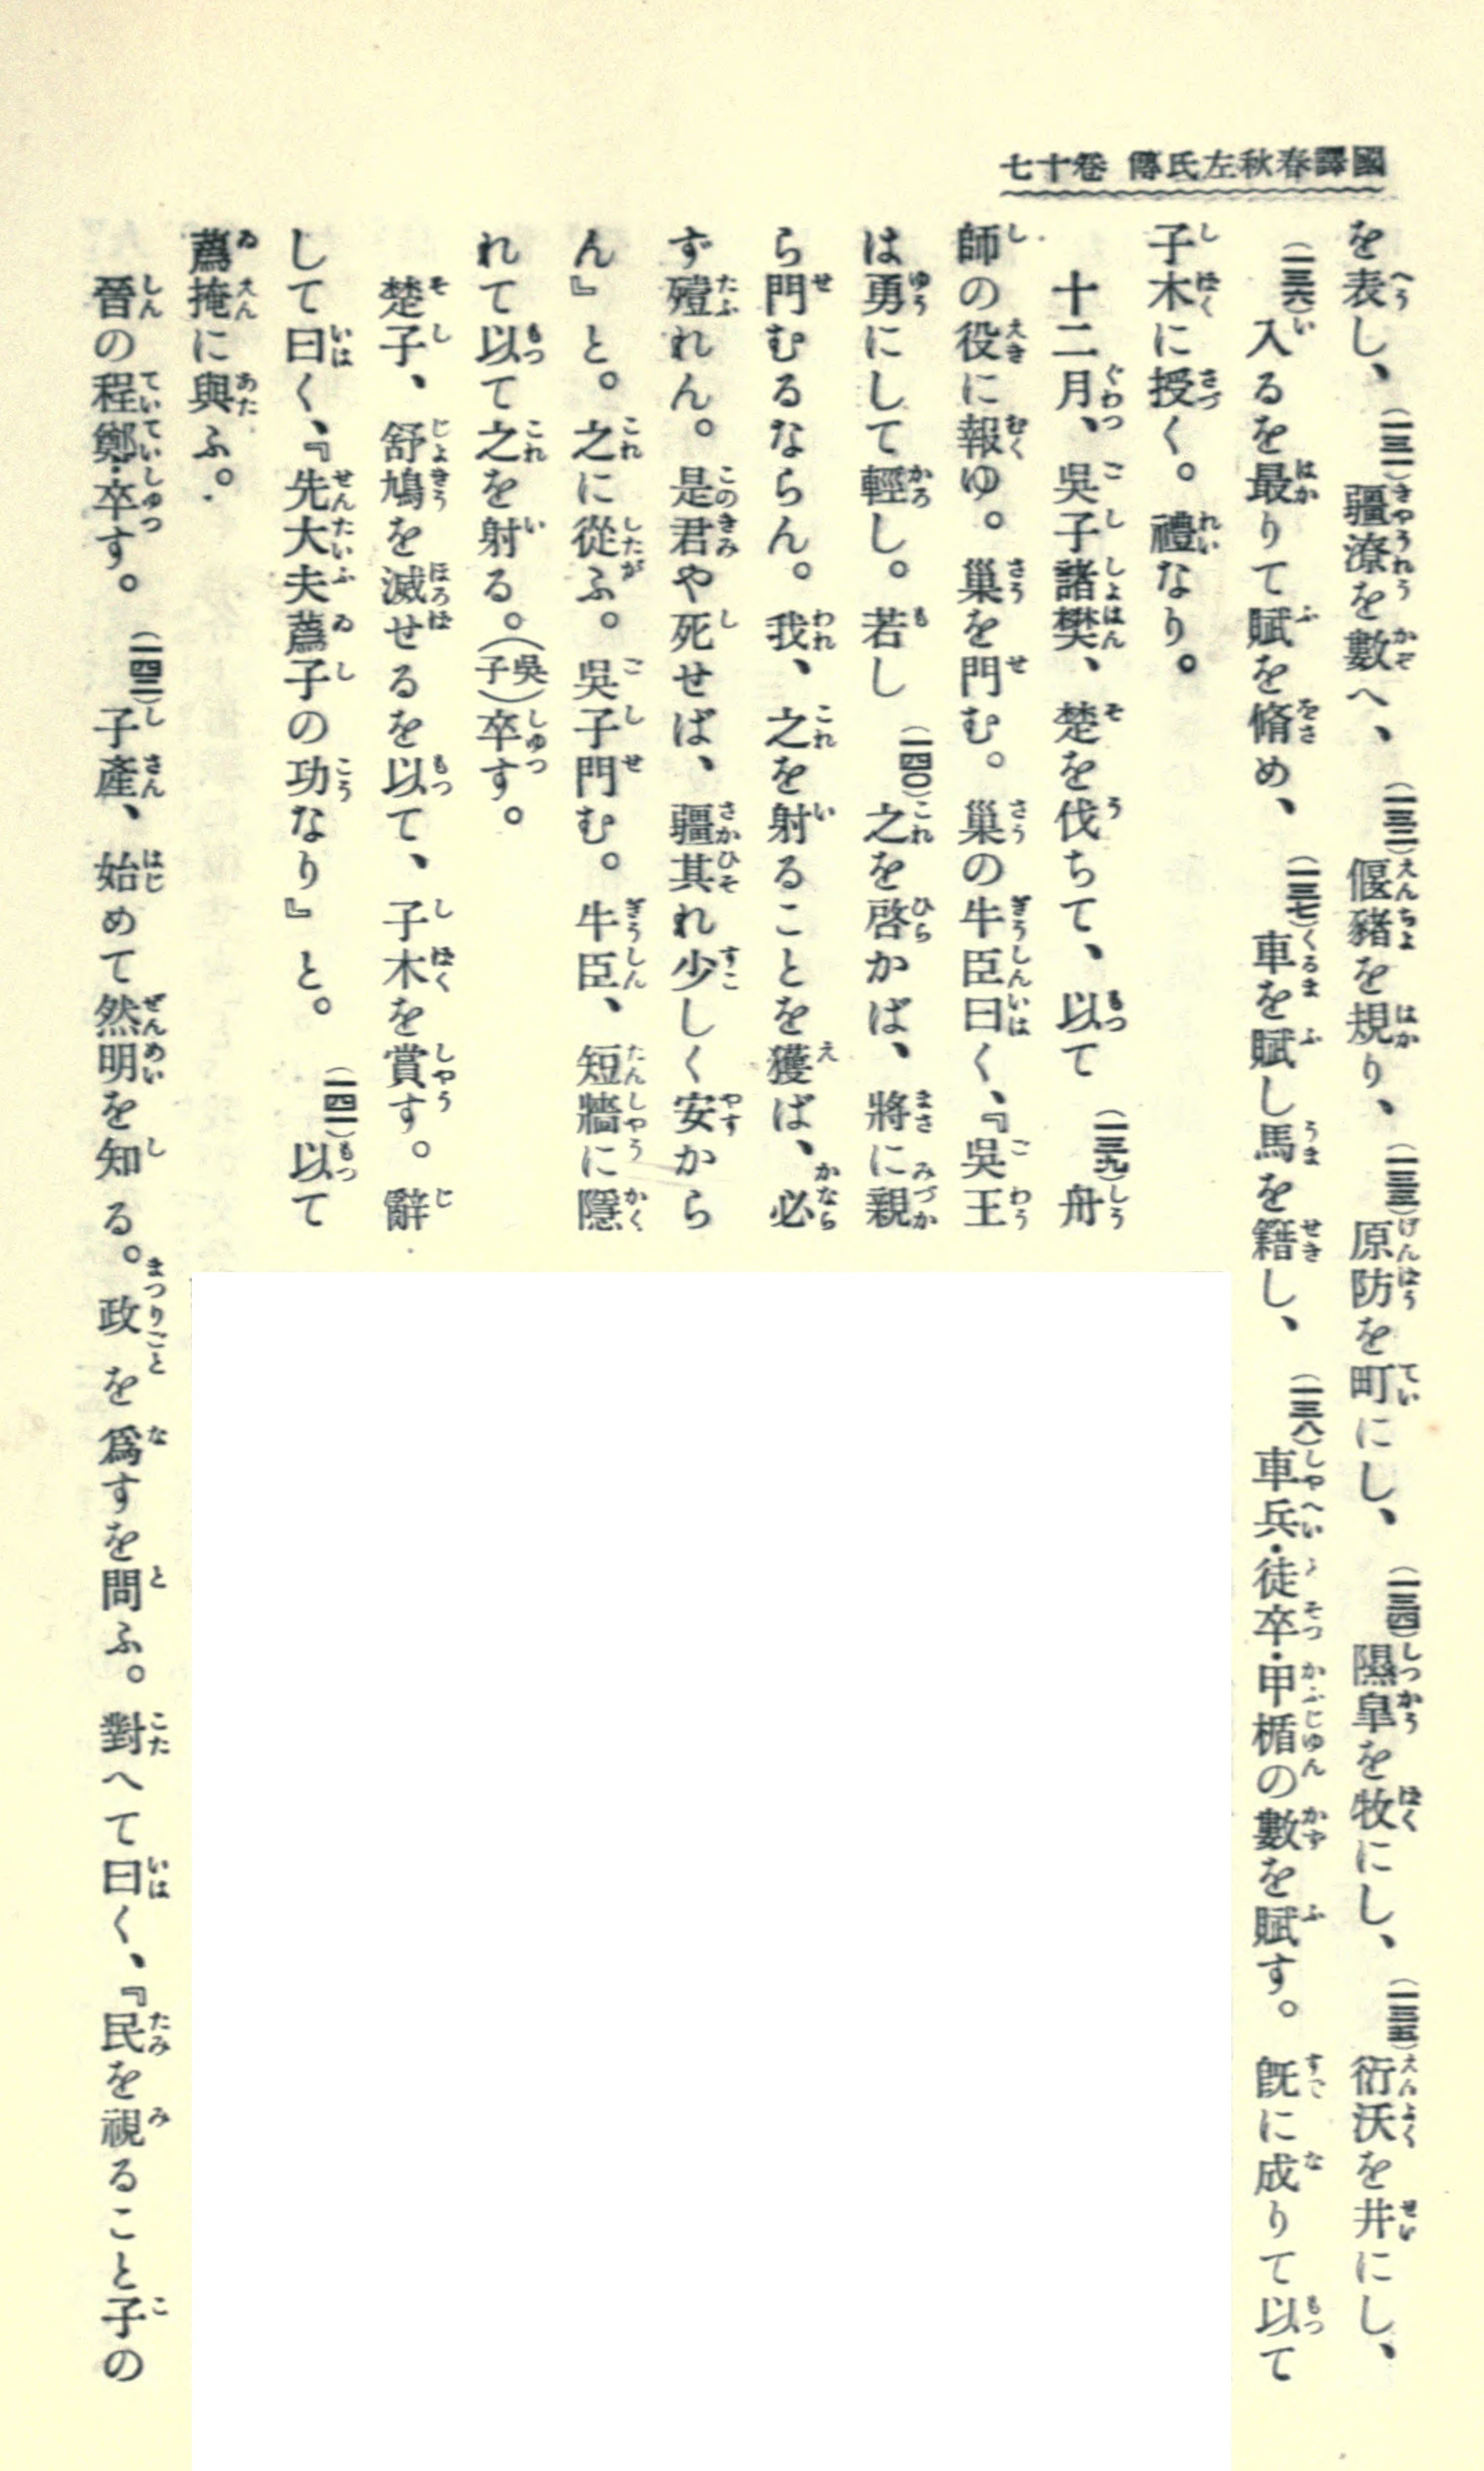 國譯春秋左氏傳 卷十七
を表し、(一三一)疆潦を數へ、(一三二)偃豬を規り、(一三三)原防を町にし、(一三四)隰皐を牧にし、(一三五)衍沃を井にし、
(一三六)入るを最りて賦を脩め、(一三七)車を賦し馬を籍し、(一三八)車兵・徒卒・甲楯の數を賦す。既に成りて以て
子木に授く。禮なり。
十二月、吳子諸樊、楚を伐ちて、以て(一三九)舟
師の役に報ゆ。巢を門む。巢の牛臣曰く、『吳王
は勇にして輕し。若し(一四〇)之を啓かば、將に親
ら門むるならん。我、之を射ることを獲ば、必
ず殪れん。是君や死せば、疆其れ少しく安から
ん』と。之に從ふ。吳子門む。牛臣、短牆に隱
れて以て之を射る。(吳子)卒す。
楚子、舒鳩を滅せるを以て、子木を賞す。辭
して曰く、『先大夫蔿子の功なり』と。(一四一)以て
蔿掩に與ふ。
晉の程鄭・卒す。(一四二)子產、始めて然明を知る。政を爲すを問ふ。對へて曰く、『民を視ること子の